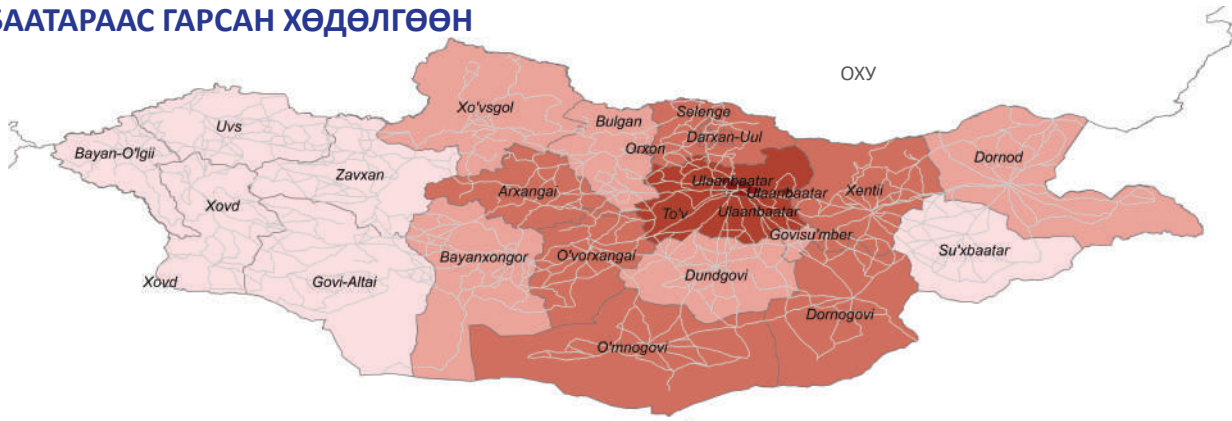 БААТАРААС ГАРСАН ХӨДӨЛГӨӨН
ОХУ
Xo'vsgol
Bulgan
Selenge
Darxan-Uul
Orxon
Uvs
Bayan-O'lgii
Zavxan
Xovd
Arxangai
Ulaanbaatar
Ulaanbaatar
Ulaanbaatar
To'v
Xentii
Dornod
Govisu'mber
Su'xbaatar
Bayanxongor
O'vorxangai
Dundgovi
Xovd
Govi-Altai
Dornogovi
O'mnogovi